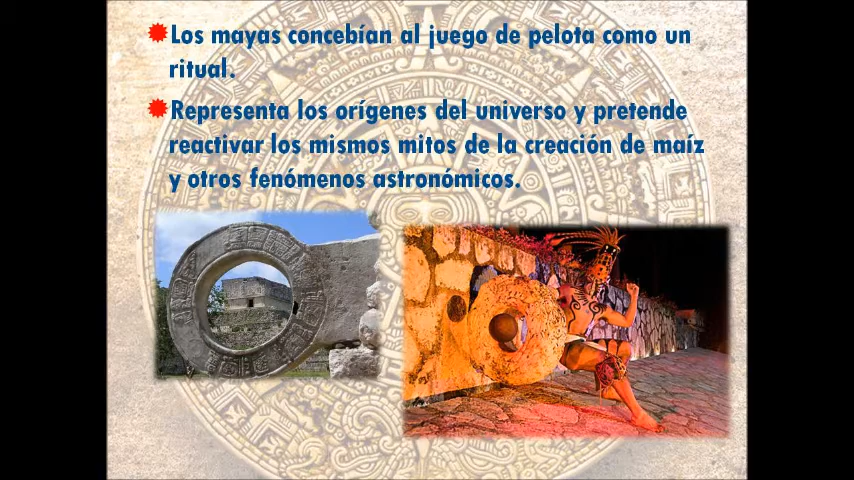 Los mayas concebían al juego de pelota como un
ritual.
Representa los orígenes del universo y pretende
reactivar los mismos mitos de la creación de maíz
y otros fenómenos astronómicos.